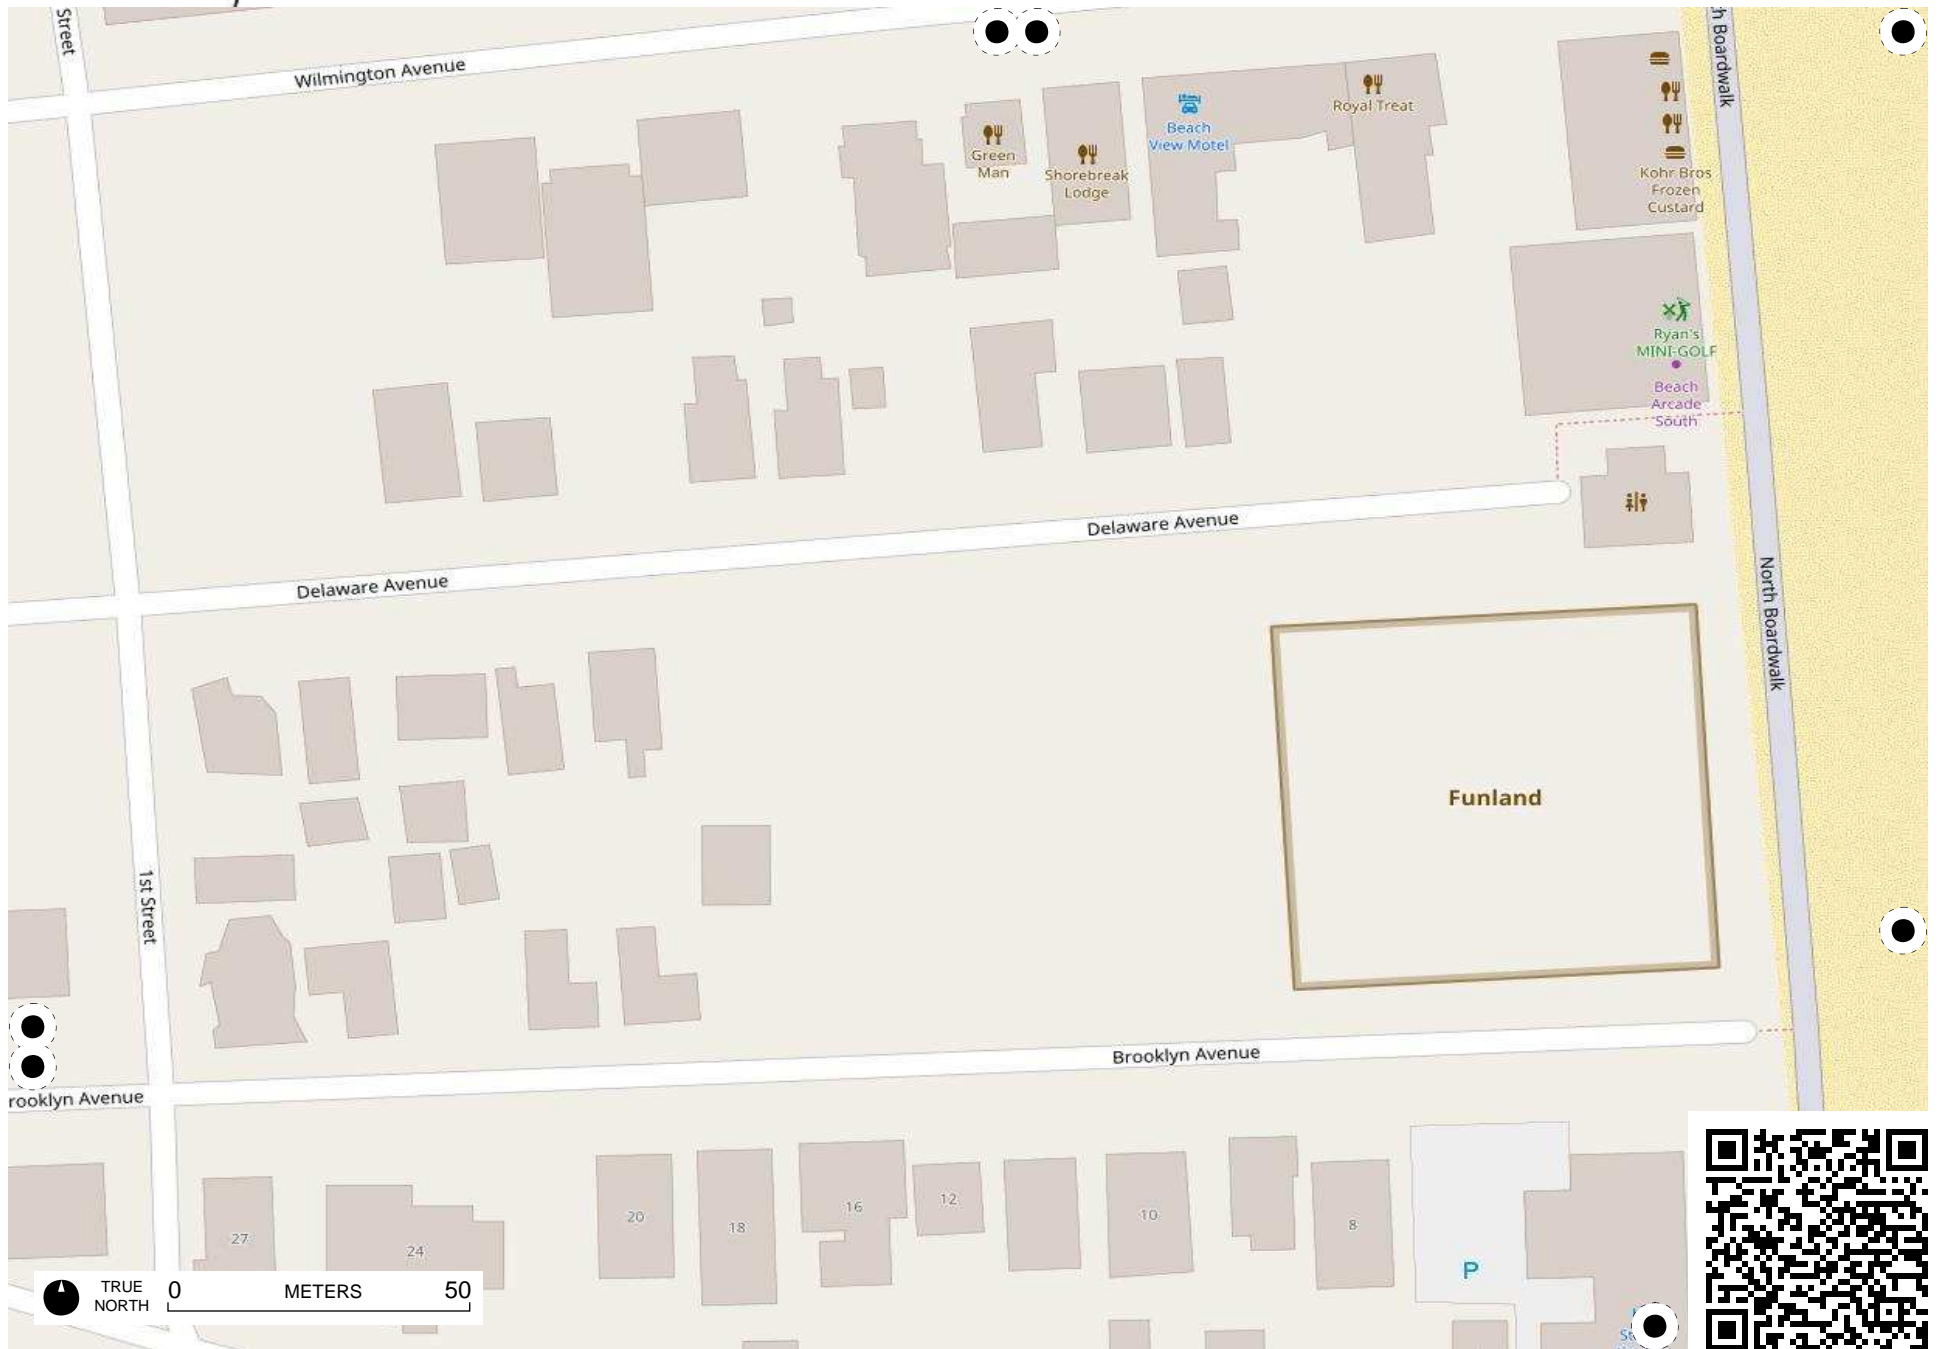 Street
Wilmington Avenue
h Boardwalk
Royal Treat
Beach
View Motel
Green
Man
Shorebreak
Lodge
Kohr Bros
Frozen
Custard
Ryan's
MINI-GOLF
Beach
Arcade
South
Delaware Avenue
Delaware Avenue
North Boardwalk
Funland
1st Street
Brooklyn Avenue
rooklyn Avenue
27
24
20
18
16
12
10
8
P
TRUE
NORTH
0
METERS
50